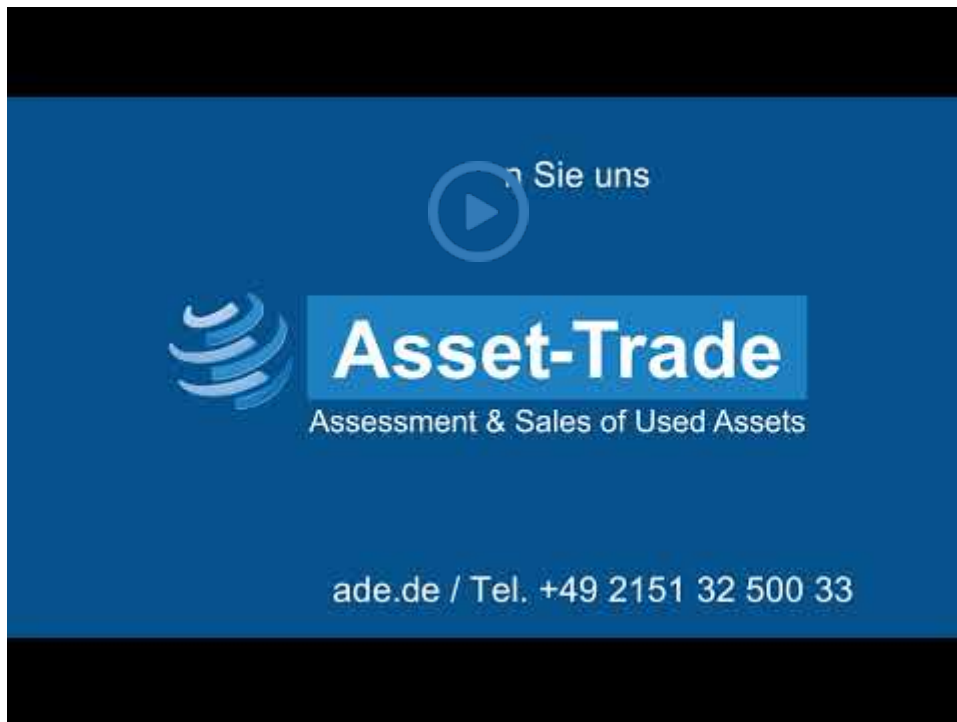 n Sie uns
Asset-Trade
Assessment & Sales of Used Assets
ade.de / Tel. +49 2151 32 500 33